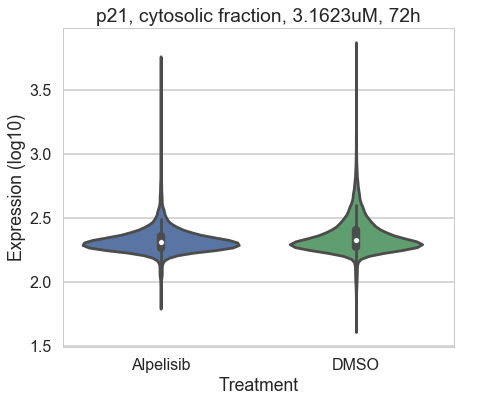 p21, cytosolic fraction, 3.1623uM, 72h
Expression (log10)
3.5
3.0
2.5
2.0
1.5
Alpelisib DMSO
Treatment